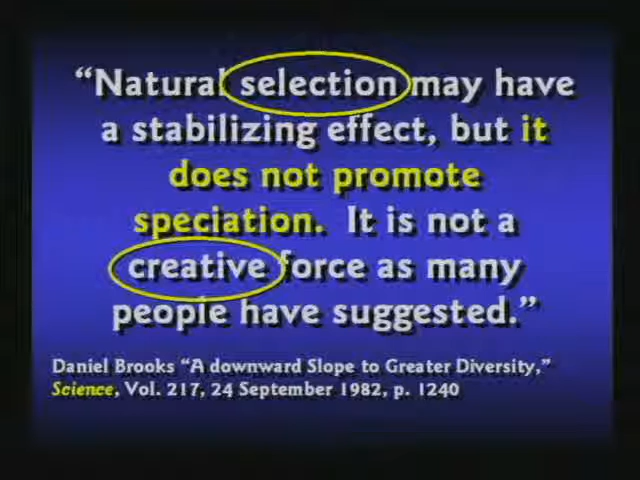 “Natural selection may have
a stabilizing effect, but it
does not promote
speciation. It is not a
creative force as many
people have suggested.”
Daniel Brooks “A downward Slope to Greater Diversity,”
Science, Vol. 217, 24 September 1982, p. 1240